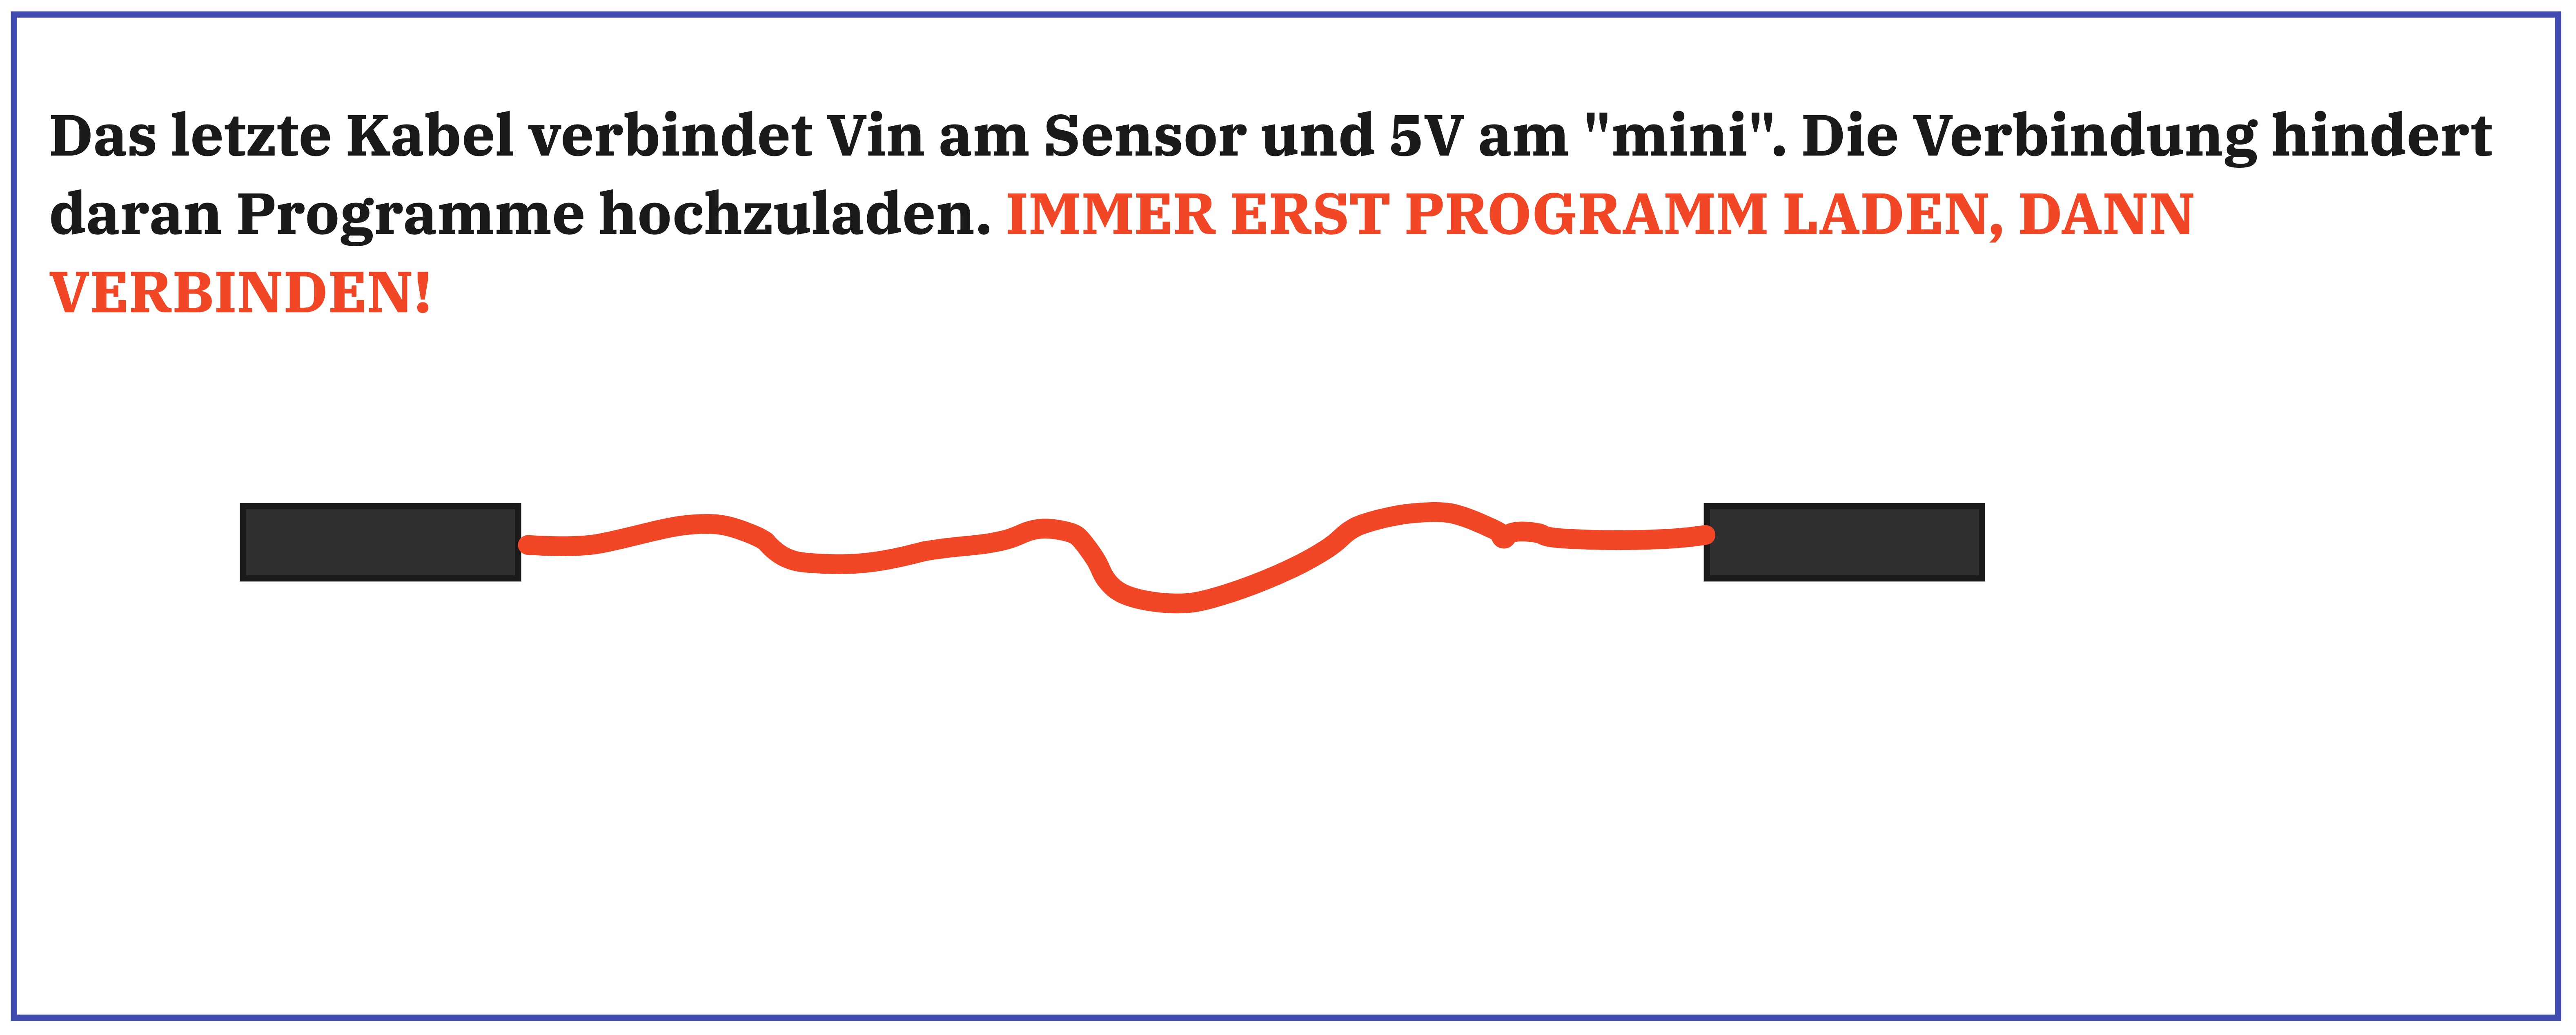 Das letzte Kabel verbindet Vin am Sensor und 5V am "mini". Die Verbindung hindert
daran Programme hochzuladen. IMMER ERST PROGRAMM LADEN, DANN
VERBINDEN!